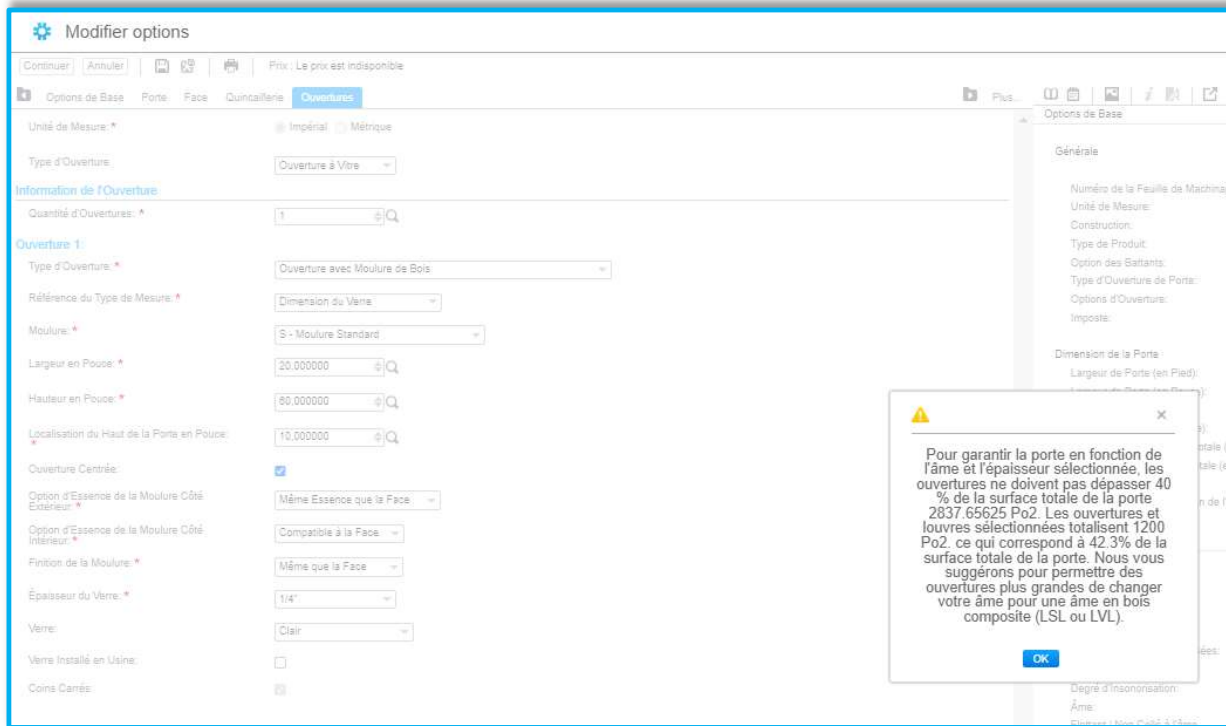 Modifier options
Continuer Annuler Prix : Le prix est indisponible
Options de Base Porte Face Quincaillerie Ouvertures Plus...
Options de Base
Unité de Mesure: * Impérial Métrique
Type d'Ouverture Ouverture à Vitre
Information de l'Ouverture
Quantité d'Ouvertures: * 1
Ouverture 1:
Type d'Ouverture: * Ouverture avec Moulure de Bois
Référence du Type de Mesure: * Dimension du Verre
Moulure: * S - Moulure Standard
Largeur en Pouce: * 20,000000
Hauteur en Pouce: * 60,000000
Localisation du Haut de la Porte en Pouce: 10,000000
*
Ouverture Centrée:
Option d'Essence de la Moulure Côté
Extérieur: * Même Essence que la Face
Option d'Essence de la Moulure Côté
Intérieur: * Compatible à la Face
Finition de la Moulure: * Même que la Face
Épaisseur du Verre: * 1/4"
Verre: Clair
Verre Installé en Usine:
Coins Carrés:
Générale
Numéro de la Feuille de Machina
Unité de Mesure:
Construction:
Type de Produit:
Option des Battants:
Type d'Ouverture de Porte:
Options d'Ouverture:
Imposte:
Dimension de la Porte
Largeur de Porte (en Pied):
Pour garantir la porte en fonction de
l'âme et l'épaisseur sélectionnée, les
ouvertures ne doivent pas dépasser 40
% de la surface totale de la porte
2837.65625 Po2. Les ouvertures et
louvres sélectionnées totalisent 1200
Po2. ce qui correspond à 42.3% de la
surface totale de la porte. Nous vous
suggérons pour permettre des
ouvertures plus grandes de changer
votre âme pour une âme en bois
composite (LSL ou LVL).
OK
Degré d'Insonorisation:
Âme: